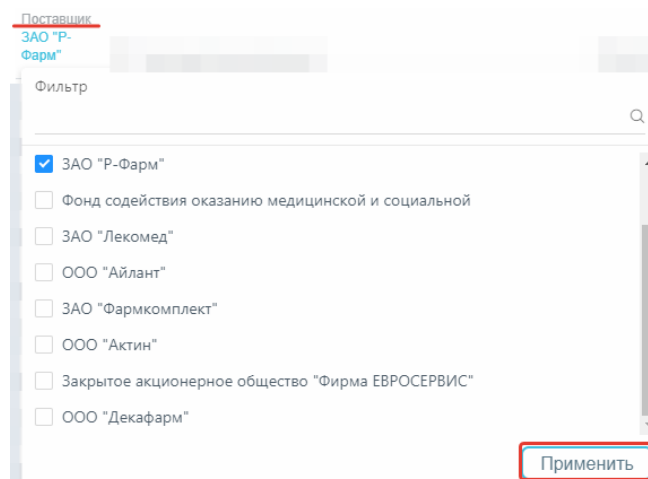 Поставщик
ЗАО "Р-
Фарм"
Фильтр
ЗАО "Р-Фарм"
Фонд содействия оказанию медицинской и социальной
ЗАО "Лекомед"
ООО "Айлант"
ЗАО "Фармкомплект"
ООО "Актин"
Закрытое акционерное общество "Фирма ЕВРОСЕРВИС"
ООО "Декафарм"
Применить